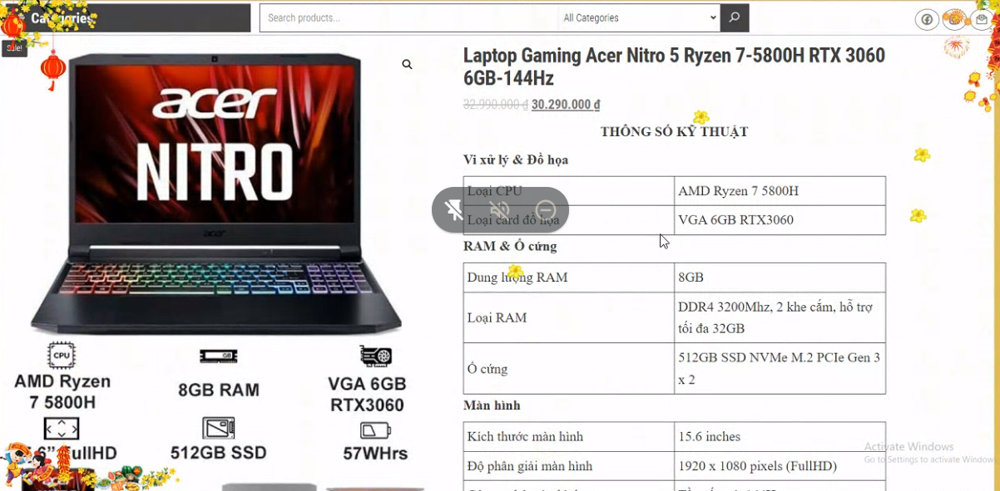 Categories
Search products...
All Categories
Sale!
acer
NITRO
acer
CPU
AMD Ryzen
7 5800H
GB
8GB RAM
VGA 6GB
RTX3060
FullHD
512GB SSD
57WHrs
Laptop Gaming Acer Nitro 5 Ryzen 7-5800H RTX 3060
6GB-144Hz
32.990.000 ₫ 30.290.000 ₫
THÔNG SỐ KỸ THUẬT
Vi xử lý & Đồ họa
Loại CPU
AMD Ryzen 7 5800H
Loại card đồ họa
VGA 6GB RTX3060
RAM & Ổ cứng
Dung lượng RAM
8GB
Loại RAM
DDR4 3200Mhz, 2 khe cắm, hỗ trợ
tối đa 32GB
Ổ cứng
512GB SSD NVMe M.2 PCIe Gen 3
x 2
Màn hình
Kích thước màn hình
15.6 inches
Độ phân giải màn hình
1920 x 1080 pixels (FullHD)
Activate Windows
Go to Settings to activate Windows